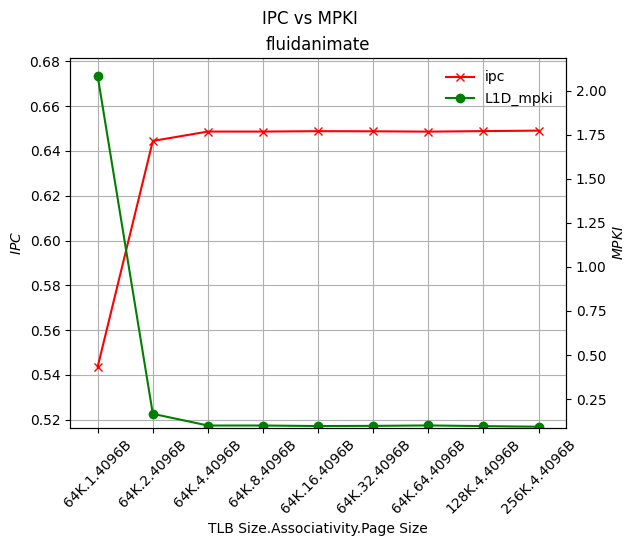 IPC vs MPKI
fluidanimate
ipc
L1D_mpki
0.68
0.66
0.64
0.62
0.60
0.58
0.56
0.54
0.52
IPC
2.00
1.75
1.50
1.25
1.00
0.75
0.50
0.25
MPKI
64K.1.4096B
64K.2.4096B
64K.4.4096B
64K.8.4096B
64K.16.4096B
64K.32.4096B
64K.64.4096B
128K.4.4096B
256K.4.4096B
TLB Size.Associativity.Page Size